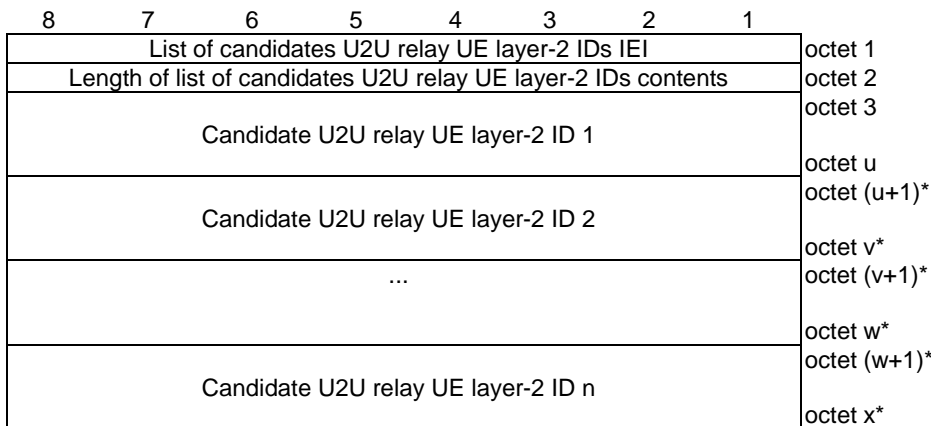 8 7 6 5 4 3 2 1
List of candidates U2U relay UE layer-2 IDs IEI octet 1
Length of list of candidates U2U relay UE layer-2 IDs contents octet 2
octet 3
Candidate U2U relay UE layer-2 ID 1
octet u
octet (u+1)*
Candidate U2U relay UE layer-2 ID 2
octet v*
... octet (v+1)*
octet w*
octet (w+1)*
Candidate U2U relay UE layer-2 ID n
octet x*